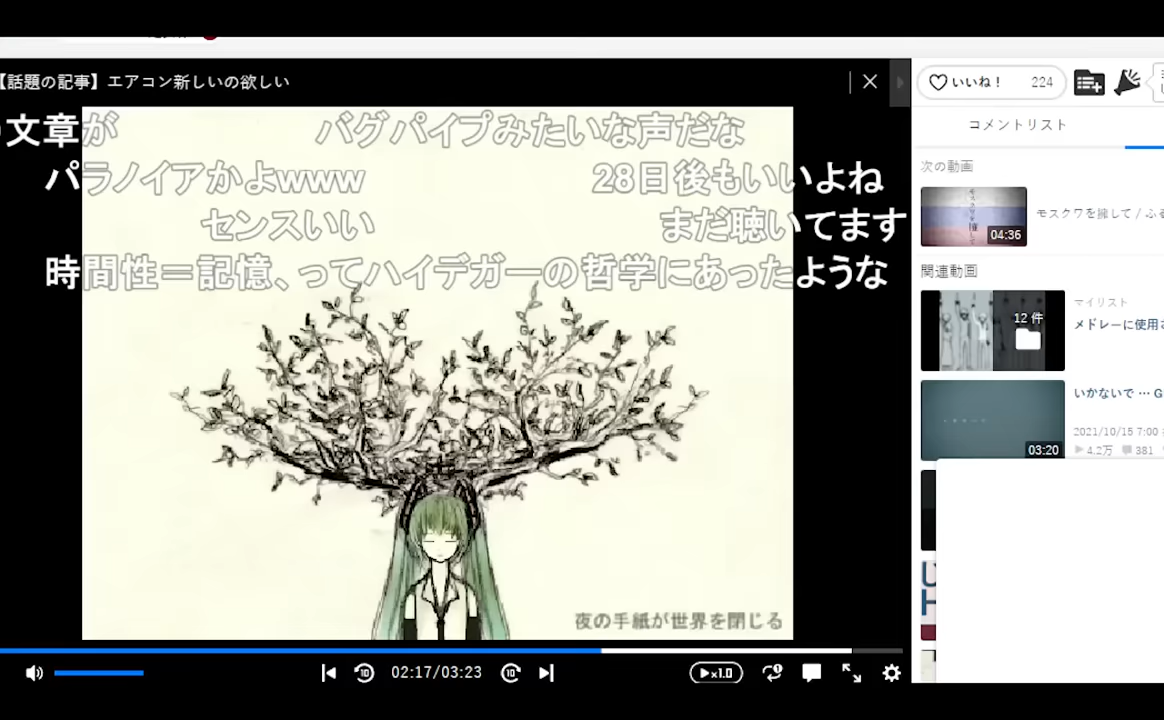 【話題の記事】エアコン新しいの欲しい
文章が
バグパイプみたいな声だな
パラノイアかよwww
28日後もいいよね
センスいい
まだ聴いてます
時間性＝記憶、ってハイデガーの哲学にあったような
夜の手紙が世界を閉じる
10
02:17/03:23
10
x1.0
いいね！ 224
コメントリスト
次の動画
04:36
モスクワを擁して / ふる
関連動画
12 件
マイリスト
メドレーに使用さ
03:20
いかないで … G
2021/10/15 7:00
4.2万 381